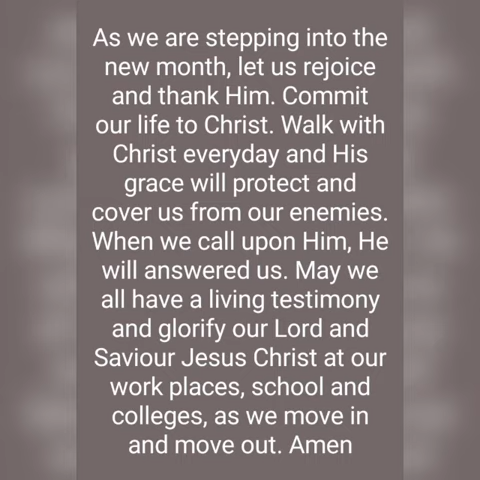 As we are stepping into the
new month, let us rejoice
and thank Him. Commit
our life to Christ. Walk with
Christ everyday and His
grace will protect and
cover us from our enemies.
When we call upon Him, He
will answered us. May we
all have a living testimony
and glorify our Lord and
Saviour Jesus Christ at our
work places, school and
colleges, as we move in
and move out. Amen